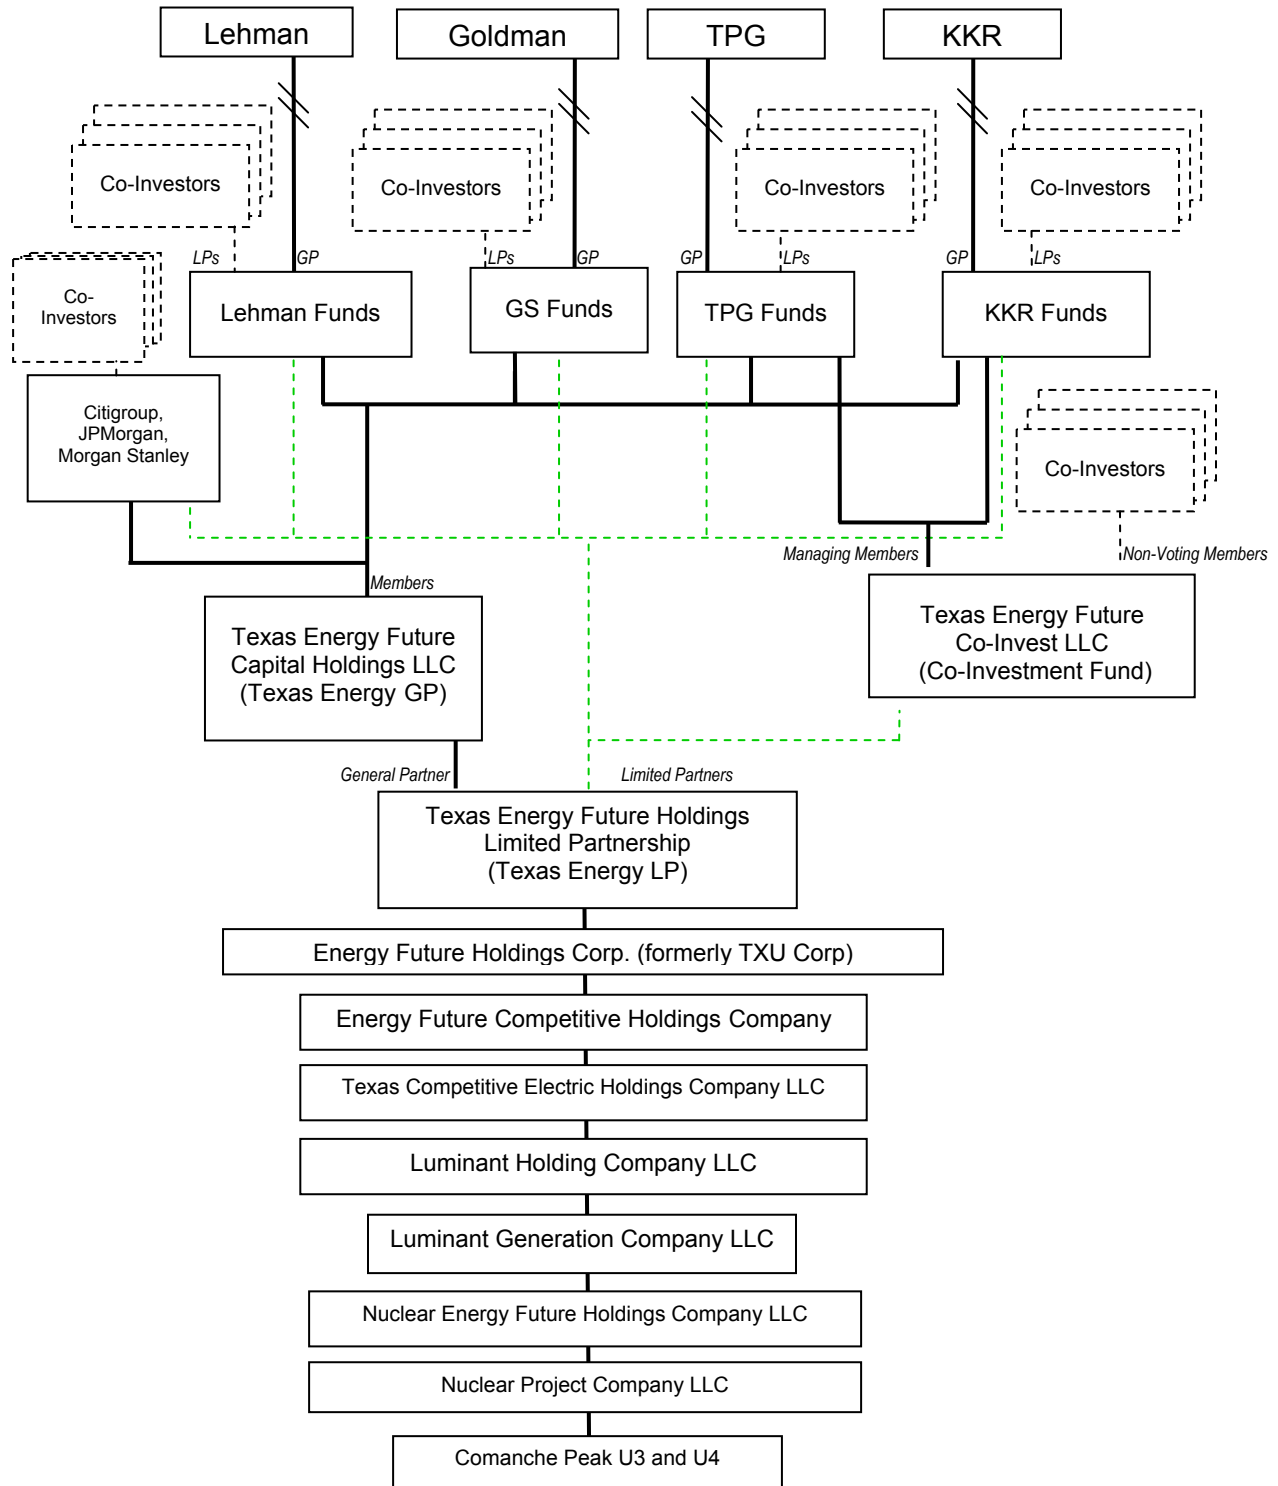 Lehman
Goldman
TPG
KKR
Co-Investors
Co-Investors
Co-Investors
Co-Investors
LPs
GP
LPs
GP
GP
LPs
GP
LPs
Co-
Investors
Lehman Funds
GS Funds
TPG Funds
KKR Funds
Citigroup,
JPMorgan,
Morgan Stanley
Co-Investors
Managing Members
Non-Voting Members
Members
Texas Energy Future
Capital Holdings LLC
(Texas Energy GP)
Texas Energy Future
Co-Invest LLC
(Co-Investment Fund)
General Partner
Limited Partners
Texas Energy Future Holdings
Limited Partnership
(Texas Energy LP)
Energy Future Holdings Corp. (formerly TXU Corp)
Energy Future Competitive Holdings Company
Texas Competitive Electric Holdings Company LLC
Luminant Holding Company LLC
Luminant Generation Company LLC
Nuclear Energy Future Holdings Company LLC
Nuclear Project Company LLC
Comanche Peak U3 and U4